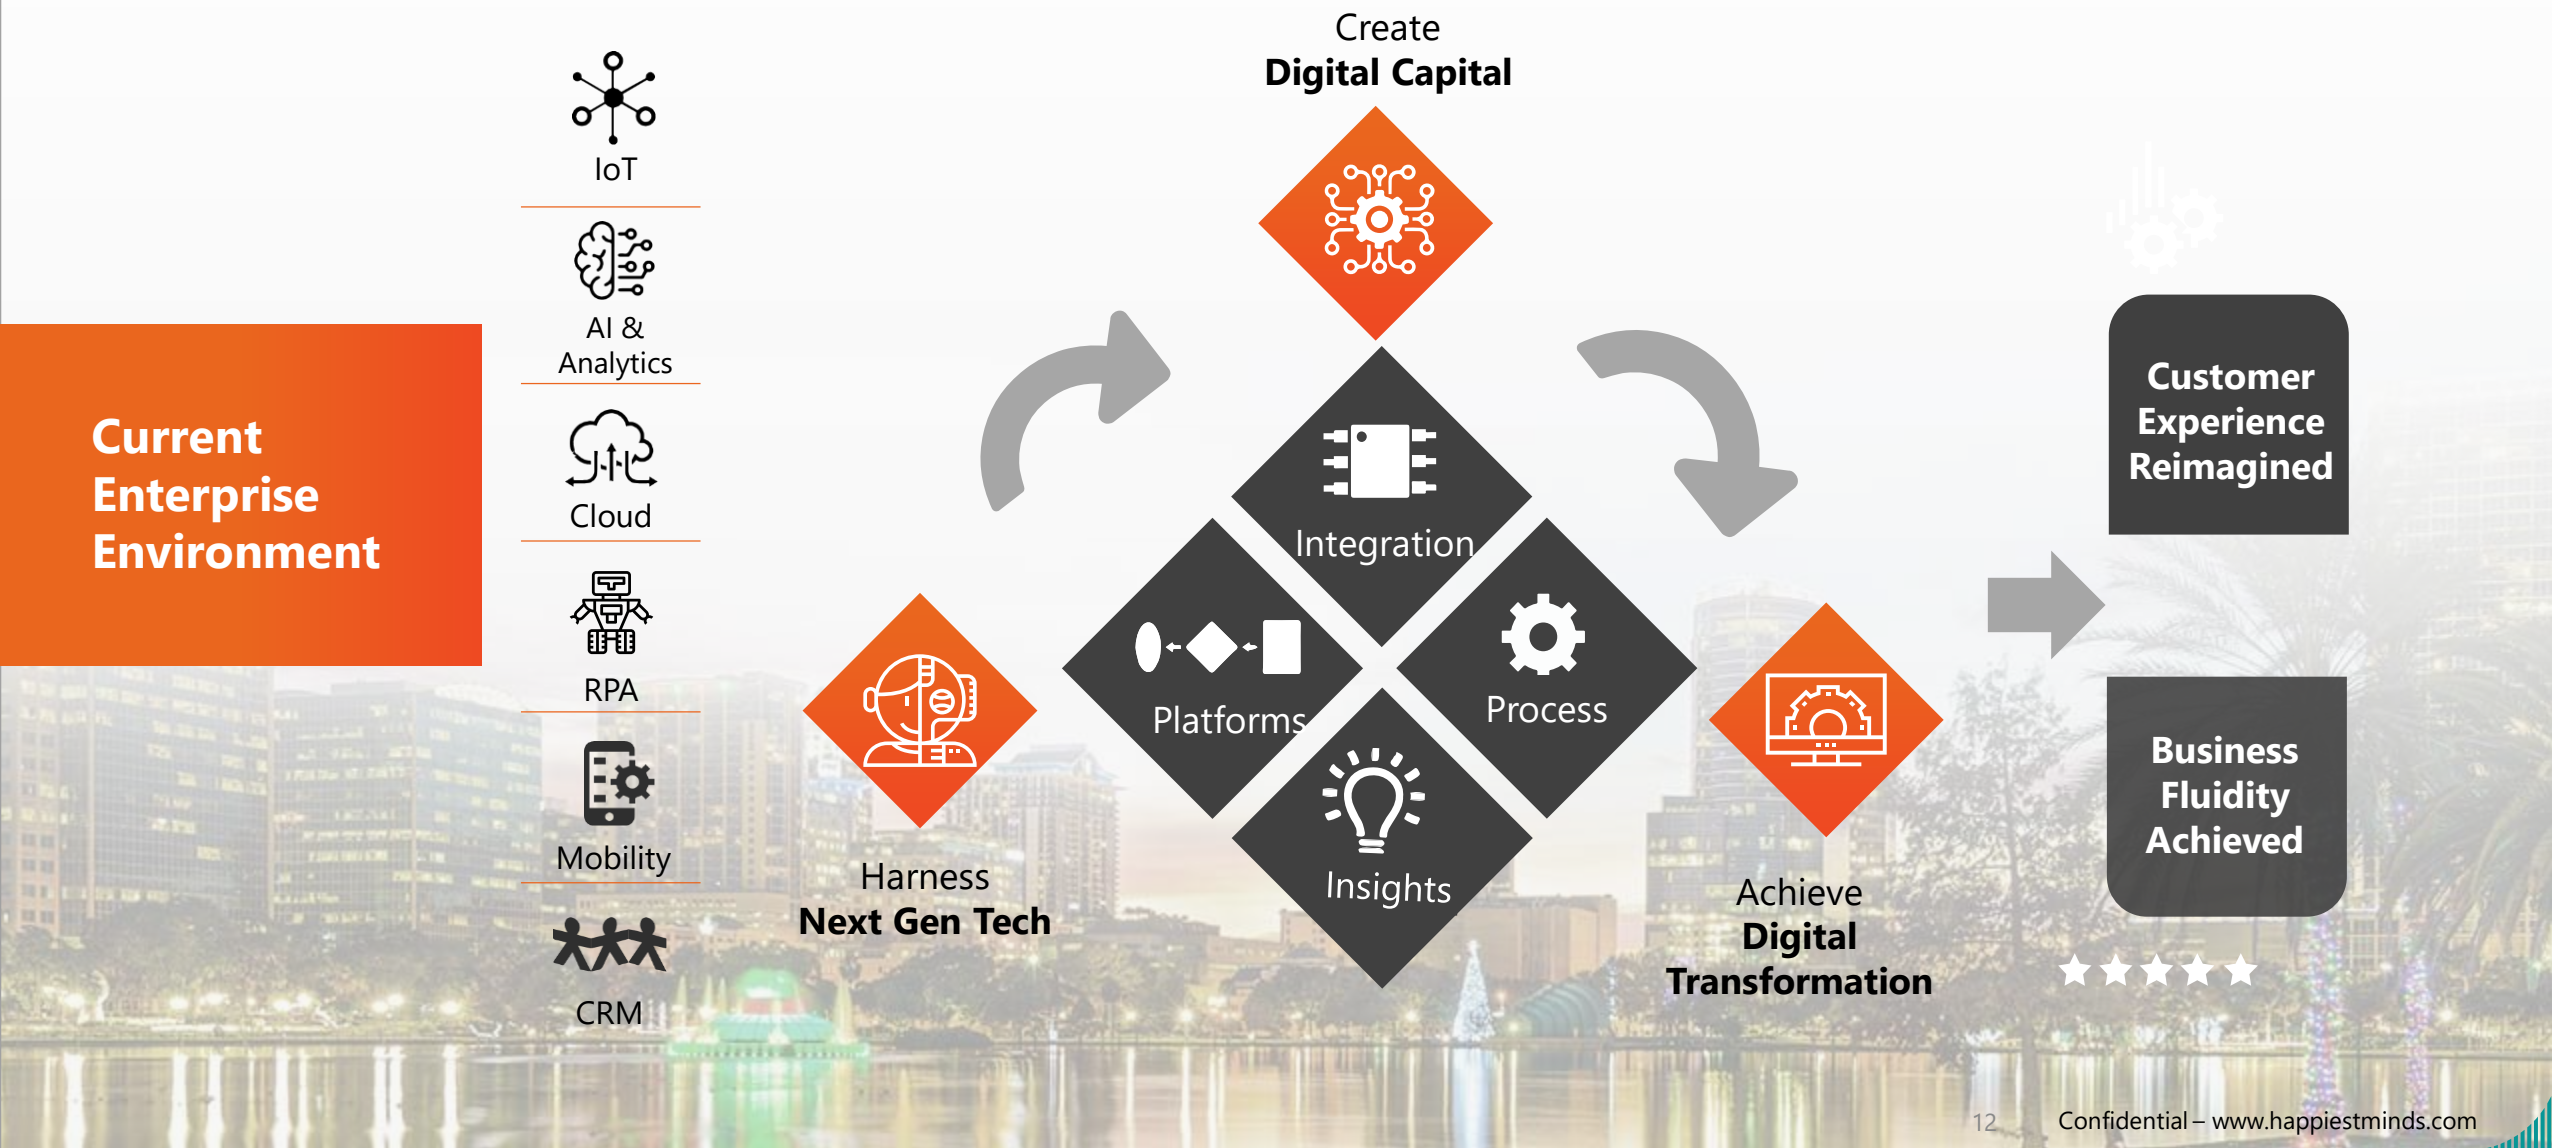 Current
Enterprise
Environment
IoT
AI &
Analytics
Cloud
RPA
Mobility
CRM
Harness
Next Gen Tech
Create
Digital Capital
Integration
Platforms
Process
Insights
Achieve
Digital
Transformation
Customer
Experience
Reimagined
Business
Fluidity
Achieved
12
Confidential – www.happiestminds.com